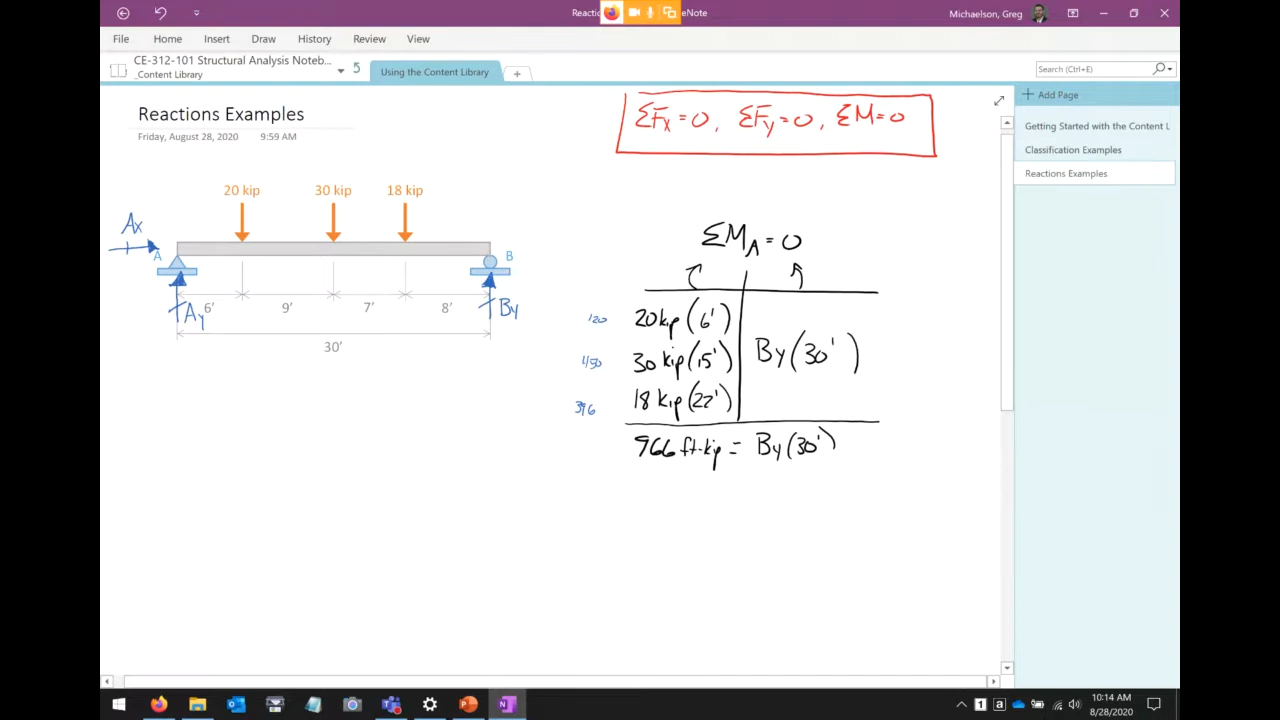 Michaelson, Greg
File Home Insert Draw History Review View
CE-312-101 Structural Analysis Noteb...
_Content Library
Using the Content Library
Search (Ctrl+E)
Add Page
Getting Started with the Content L
Classification Examples
Reactions Examples
Reactions Examples
Friday, August 28, 2020 9:59 AM
ΣFx = 0, ΣFy = 0, ΣM = 0
20 kip 30 kip 18 kip
Ax
A B
Ay By
6' 9' 7' 8'
30'
ΣMA = 0
120 20 kip (6')
450 30 kip (15') By (30')
396 18 kip (22')
966 ft-kip = By (30')
10:14 AM
8/28/2020